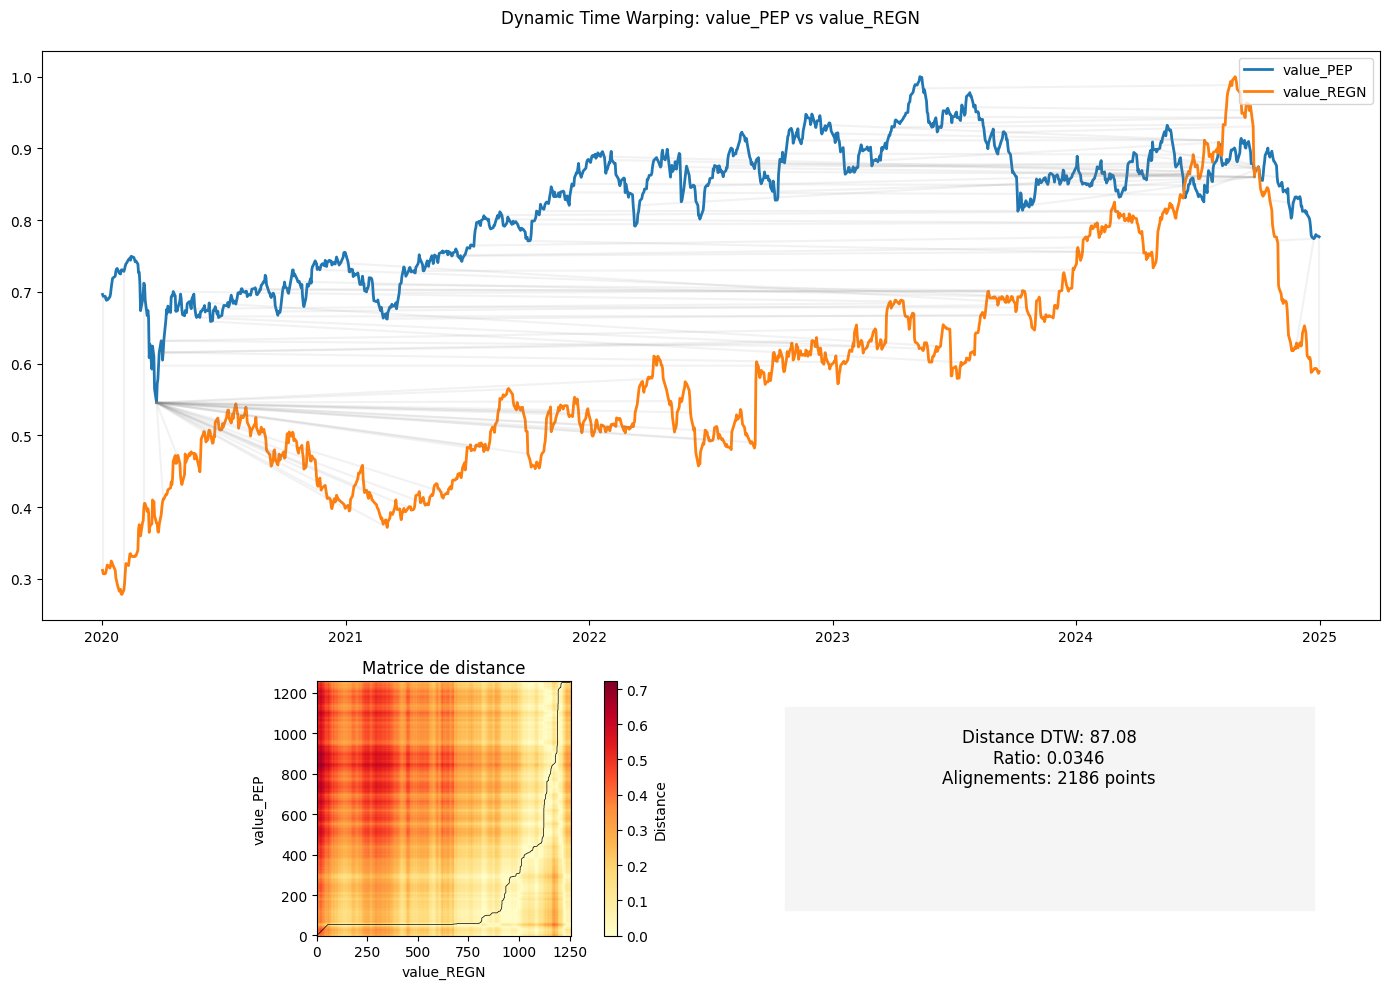 Dynamic Time Warping: value_PEP vs value_REGN
1.0
0.9
0.8
0.7
0.6
0.5
0.4
0.3
value_PEP
value_REGN
2020 2021 2022 2023 2024 2025
Matrice de distance
1200
1000
800
600
400
200
0
value_PEP
0 250 500 750 1000 1250
value_REGN
0.7
0.6
0.5
0.4
0.3
0.2
0.1
0.0
Distance
Distance DTW: 87.08
Ratio: 0.0346
Alignements: 2186 points